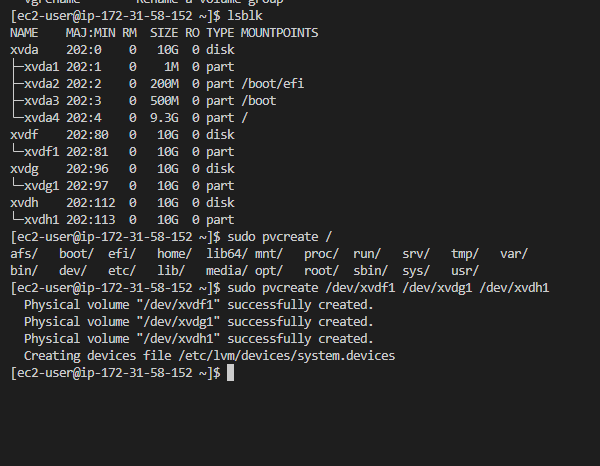 [ec2-user@ip-172-31-58-152 ~]$ lsblk
NAME    MAJ:MIN RM  SIZE RO TYPE MOUNTPOINTS
xvda    202:0    0   10G  0 disk
├─xvda1 202:1    0    1M  0 part
├─xvda2 202:2    0  200M  0 part /boot/efi
├─xvda3 202:3    0  500M  0 part /boot
└─xvda4 202:4    0  9.3G  0 part /
xvdf    202:80   0   10G  0 disk
└─xvdf1 202:81   0   10G  0 part
xvdg    202:96   0   10G  0 disk
└─xvdg1 202:97   0   10G  0 part
xvdh    202:112  0   10G  0 disk
└─xvdh1 202:113  0   10G  0 part
[ec2-user@ip-172-31-58-152 ~]$ sudo pvcreate /
afs/   boot/  efi/   home/  lib64/ mnt/   proc/  run/   srv/   tmp/   var/
bin/   dev/   etc/   lib/   media/ opt/   root/  sbin/  sys/   usr/
[ec2-user@ip-172-31-58-152 ~]$ sudo pvcreate /dev/xvdf1 /dev/xvdg1 /dev/xvdh1
  Physical volume "/dev/xvdf1" successfully created.
  Physical volume "/dev/xvdg1" successfully created.
  Physical volume "/dev/xvdh1" successfully created.
  Creating devices file /etc/lvm/devices/system.devices
[ec2-user@ip-172-31-58-152 ~]$